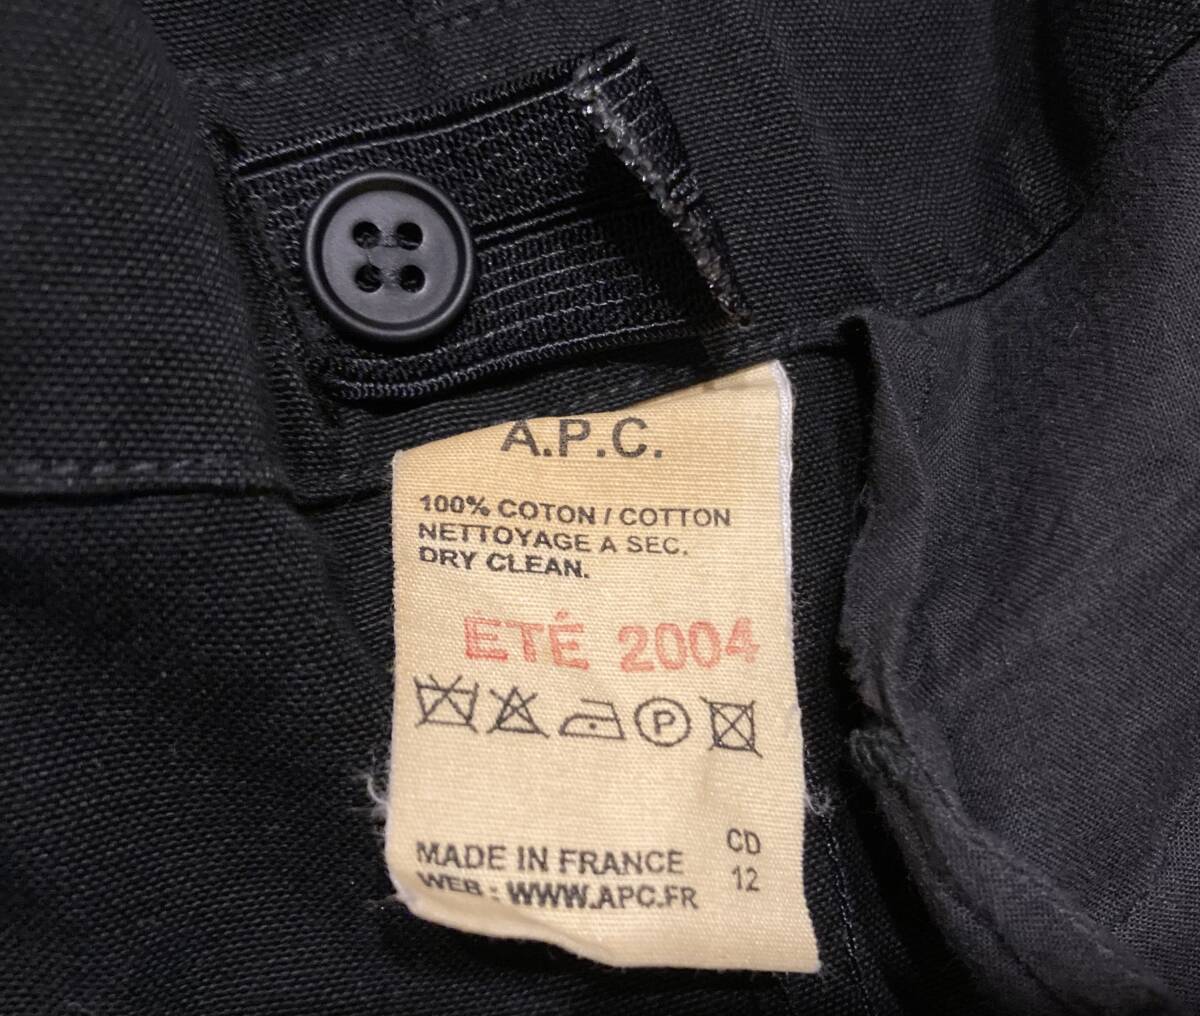 A.P.C.
100% COTON / COTTON
NETTOYAGE A SEC.
DRY CLEAN.
ÉTÉ 2004
P
CD
12
MADE IN FRANCE
WEB : WWW.APC.FR